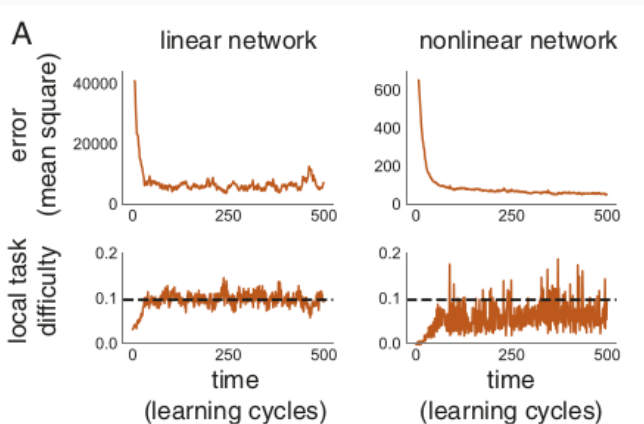 A
linear network
nonlinear network
error
(mean square)
40000
20000
0
0
250
500
600
400
200
0
0
250
500
local task
difficulty
0.2
0.1
0.0
0
250
500
time
(learning cycles)
0.2
0.1
0.0
0
250
500
time
(learning cycles)